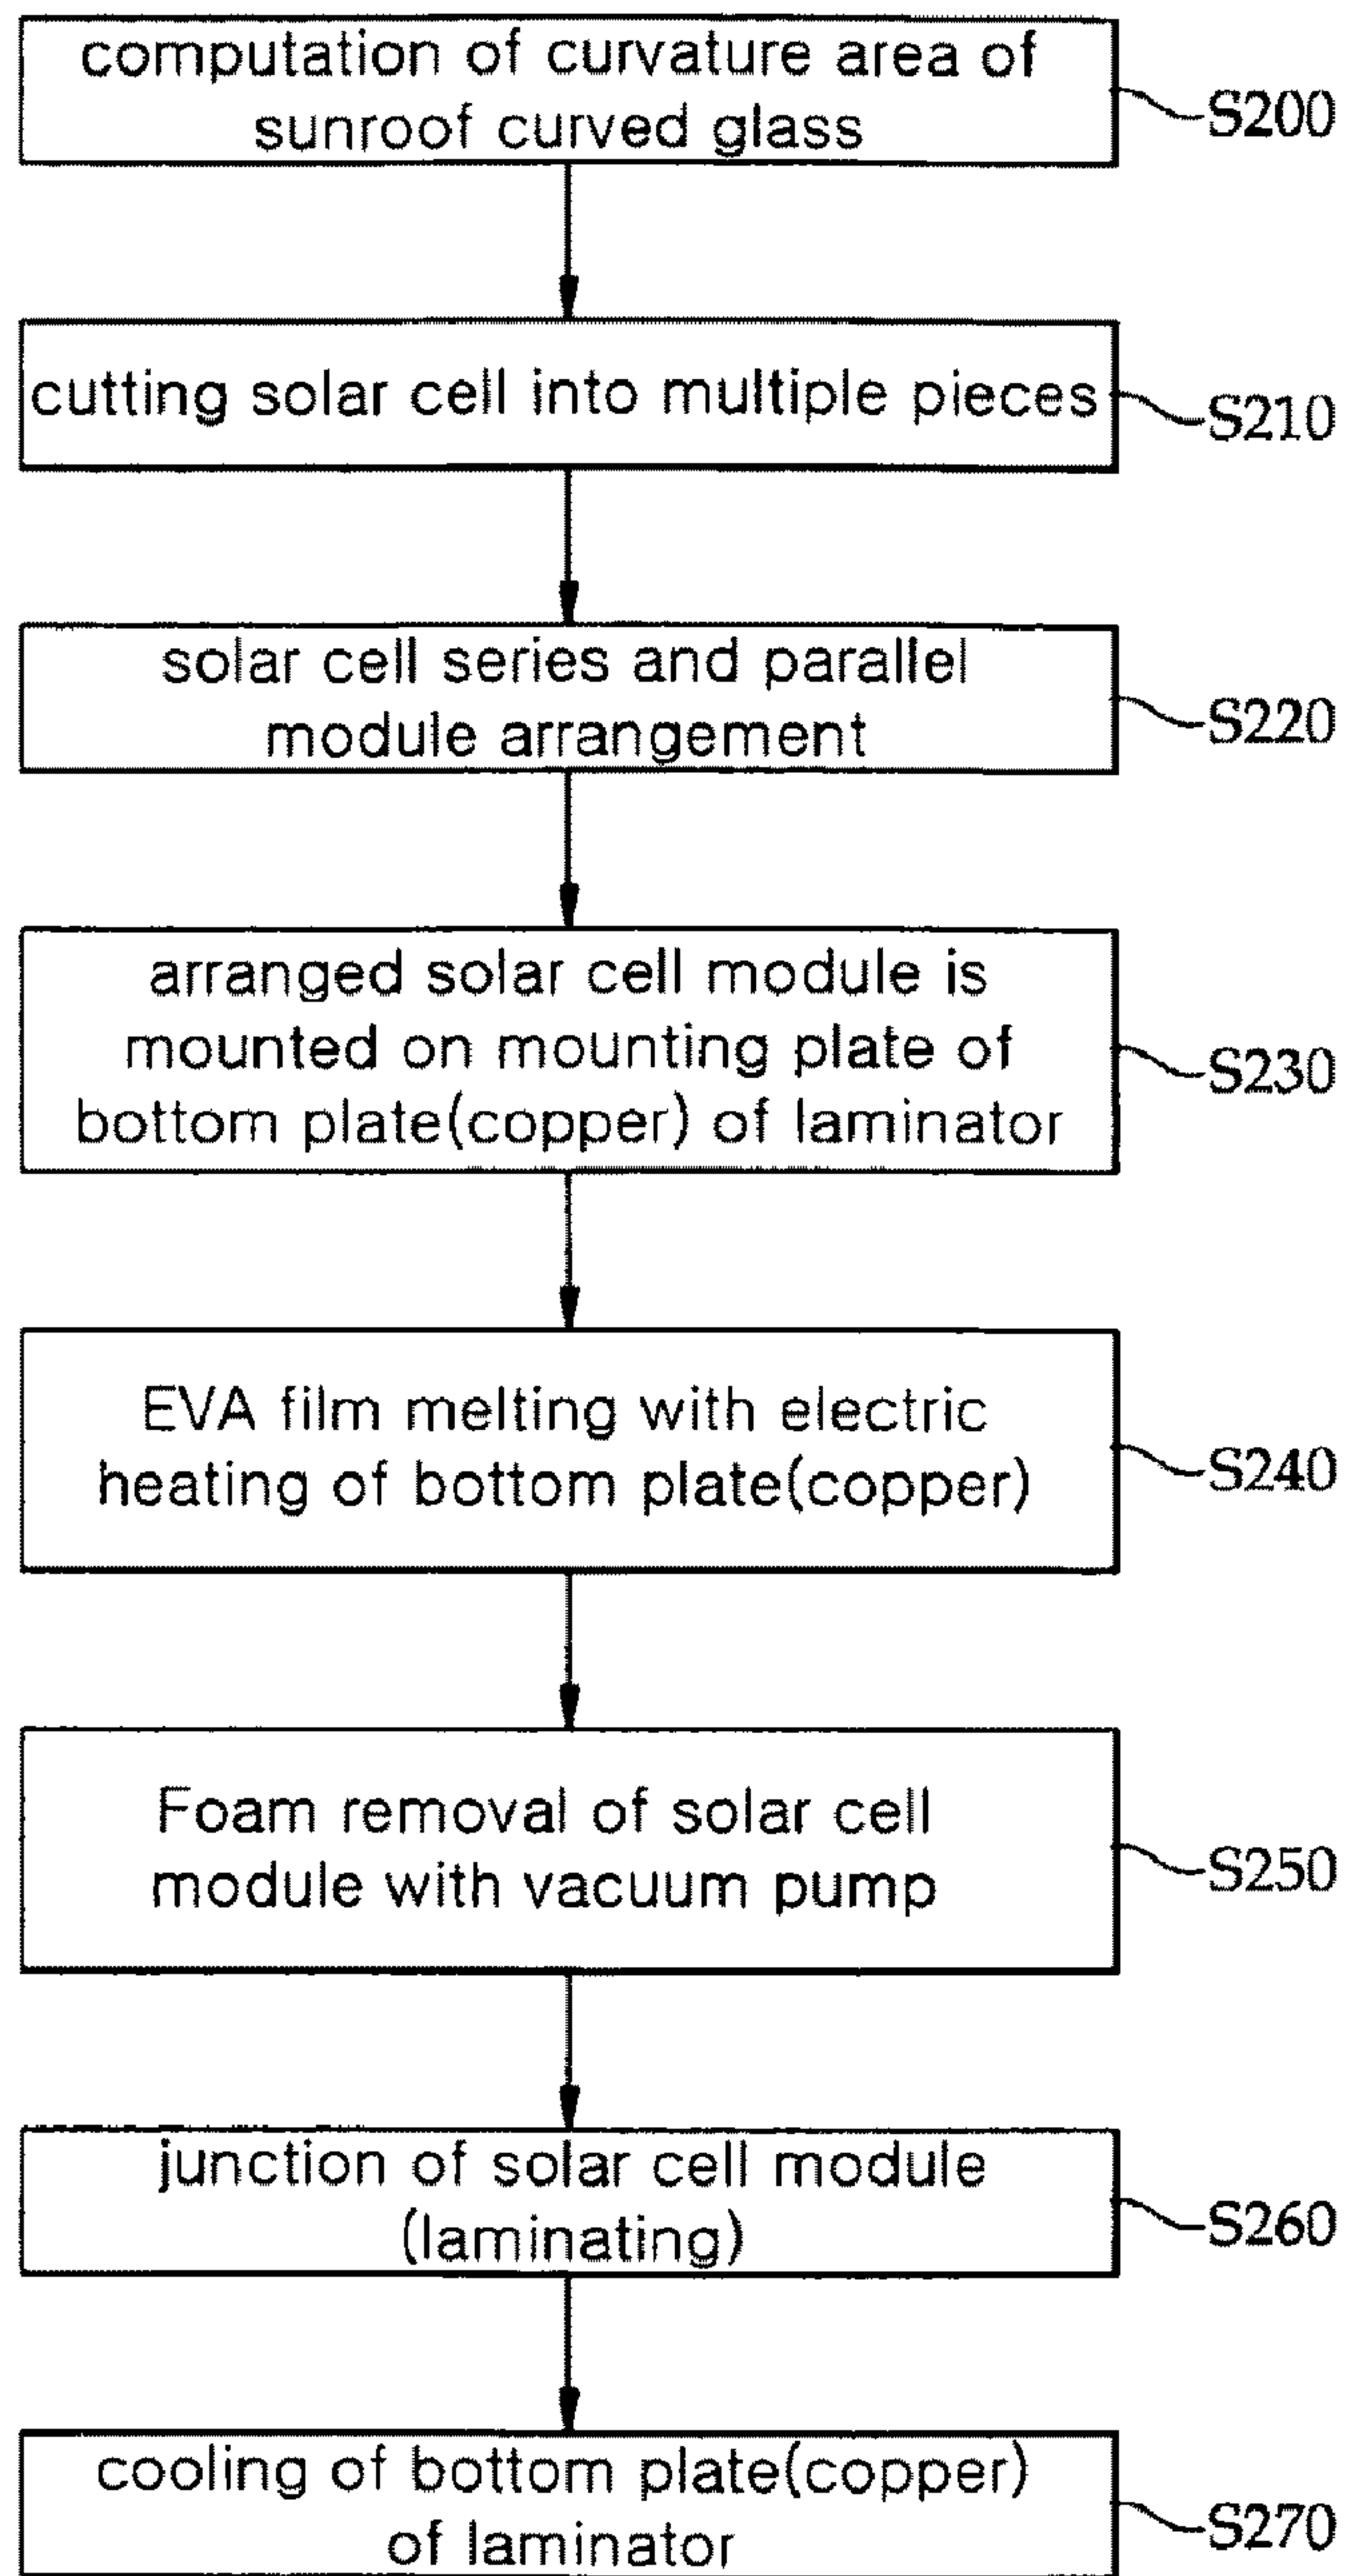 computation of curvature area of
sunroof curved glass
S200
cutting solar cell into multiple pieces
S210
solar cell series and parallel
module arrangement
S220
arranged solar cell module is
mounted on mounting plate of
bottom plate(copper) of laminator
S230
EVA film melting with electric
heating of bottom plate(copper)
S240
Foam removal of solar cell
module with vacuum pump
S250
junction of solar cell module
(laminating)
S260
cooling of bottom plate(copper)
of laminator
S270